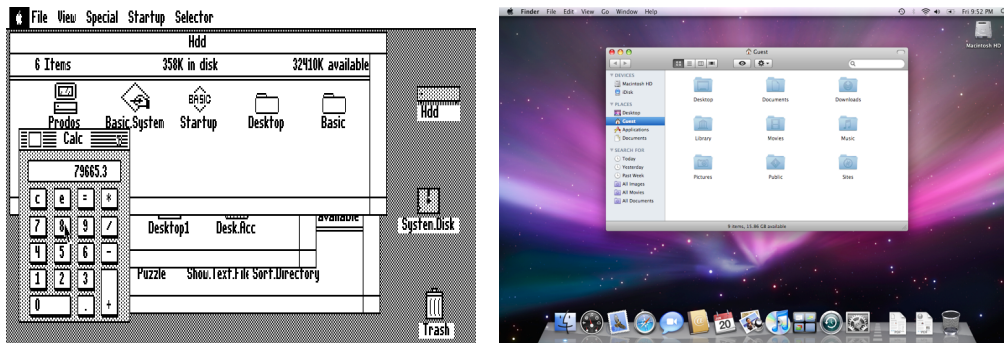 File View Special Startup Selector
Hdd
6 Items 358K in disk 32410K available
Prodos Basic.System Startup Desktop Basic
BASIC
Hdd
Calc
79665.3
c e = *
7 8 9 /
4 5 6 -
1 2 3
0 . +
available
Desktop1 Desk.Acc
Puzzle Show.Text.File Sort.Directory
System.Disk
Trash
Finder File Edit View Go Window Help
Fri 9:52 PM
Macintosh HD
Guest
DEVICES
Macintosh HD
iDisk
PLACES
Desktop
Guest
Applications
Documents
SEARCH FOR
Today
Yesterday
Past Week
All Images
All Movies
All Documents
Desktop Documents Downloads
Library Movies Music
Pictures Public Sites
9 items, 15.86 GB available
20